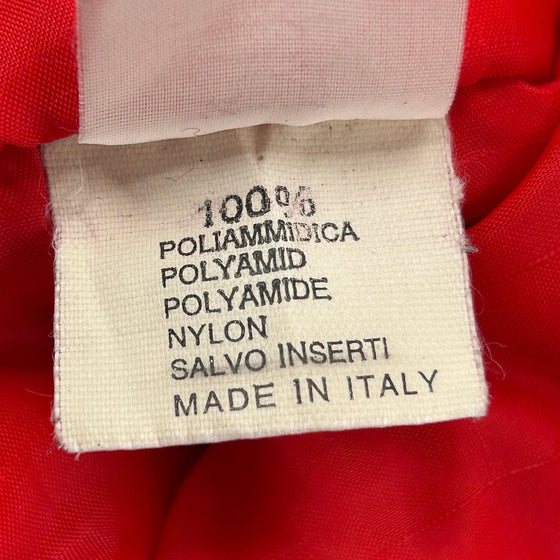 100%
POLIAMMIDICA
POLYAMID
POLYAMIDE
NYLON
SALVO INSERTI
MADE IN ITALY